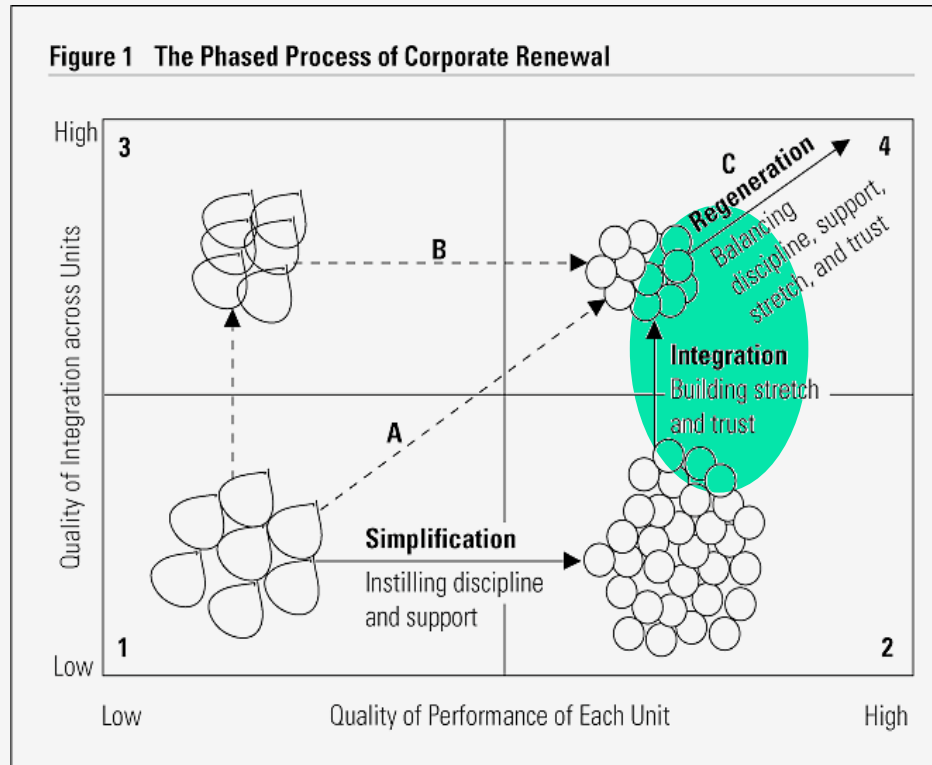 Figure 1 The Phased Process of Corporate Renewal
High
3
4
C
Regeneration
Balancing
discipline, support,
stretch, and trust
B
Integration
Building stretch
and trust
A
Simplification
Instilling discipline
and support
1
2
Low
Quality of Integration across Units
Low
Quality of Performance of Each Unit
High